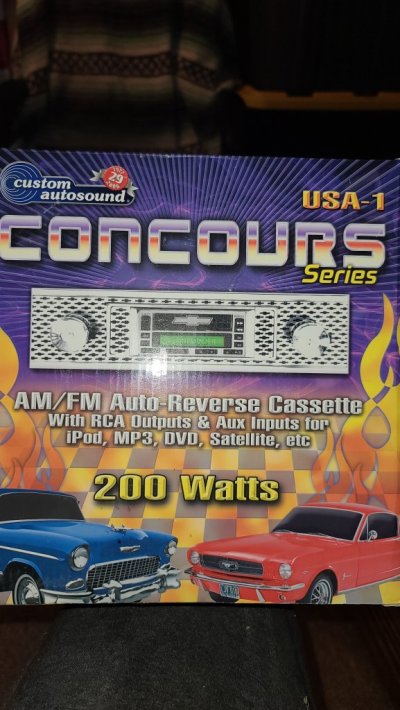 custom
autosound
29
USA-1
CONCOURS
Series
AM/FM Auto-Reverse Cassette
With RCA Outputs & Aux Inputs for
iPod, MP3, DVD, Satellite, etc
200 Watts